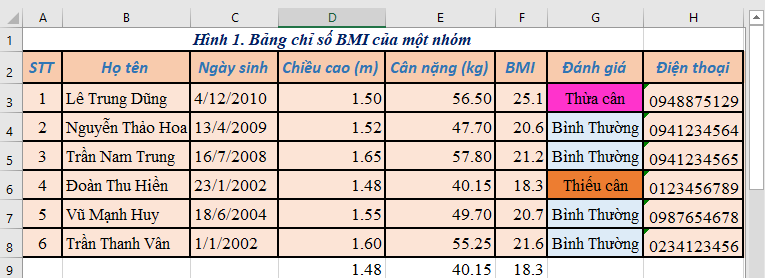 A B C D E F G H
1 Hình 1. Bảng chỉ số BMI của một nhóm
2 STT Họ tên Ngày sinh Chiều cao (m) Cân nặng (kg) BMI Đánh giá Điện thoại
3 1 Lê Trung Dũng 4/12/2010 1.50 56.50 25.1 Thừa cân 0948875129
4 2 Nguyễn Thảo Hoa 13/4/2009 1.52 47.70 20.6 Bình Thường 0941234564
5 3 Trần Nam Trung 16/7/2008 1.65 57.80 21.2 Bình Thường 0941234565
6 4 Đoàn Thu Hiền 23/1/2002 1.48 40.15 18.3 Thiếu cân 0123456789
7 5 Vũ Mạnh Huy 18/6/2004 1.55 49.70 20.7 Bình Thường 0987654678
8 6 Trần Thanh Vân 1/1/2002 1.60 55.25 21.6 Bình Thường 0234123456
9 1.48 40.15 18.3